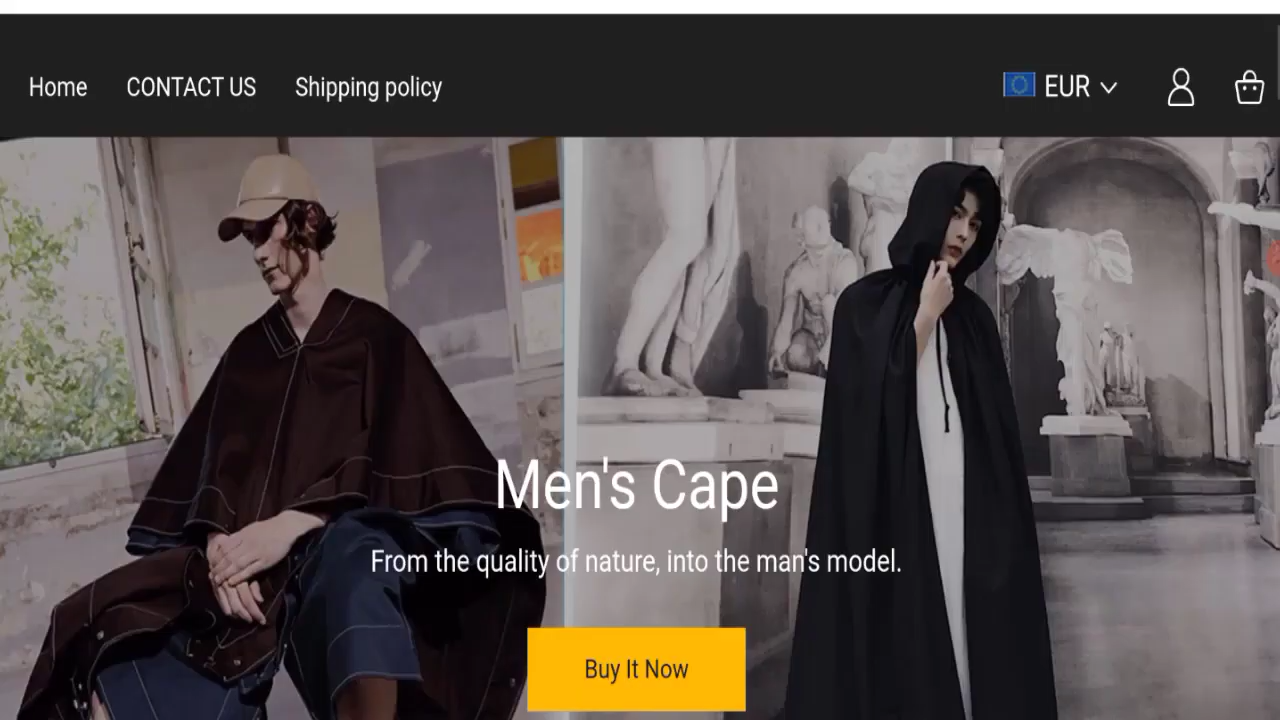 Home CONTACT US Shipping policy EUR
Men's Cape
From the quality of nature, into the man's model.
Buy It Now